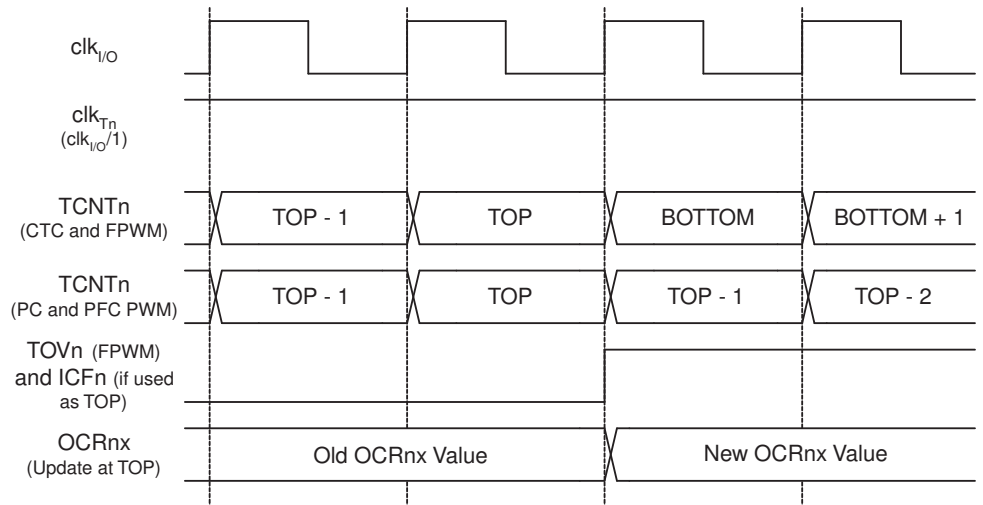 clkI/O
clkTn
(clkI/O/1)
TCNTn
(CTC and FPWM)
TOP - 1
TOP
BOTTOM
BOTTOM + 1
TCNTn
(PC and PFC PWM)
TOP - 1
TOP
TOP - 1
TOP - 2
TOVn (FPWM)
and ICFn (if used
as TOP)
OCRnx
(Update at TOP)
Old OCRnx Value
New OCRnx Value